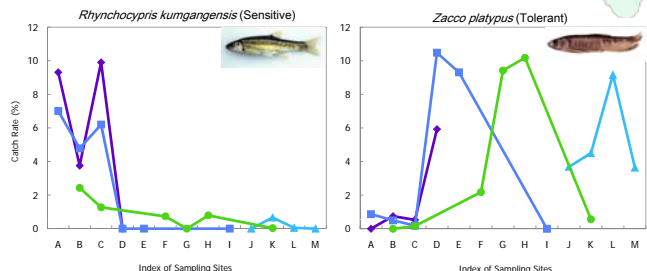 Rhynchocypris kumgangensis (Sensitive)
12
10
8
6
4
2
0
Catch Rate (%)
A B C D E F G H I J K L M
Index of Sampling Sites
Zacco platypus (Tolerant)
12
10
8
6
4
2
0
A B C D E F G H I J K L M
Index of Sampling Sites